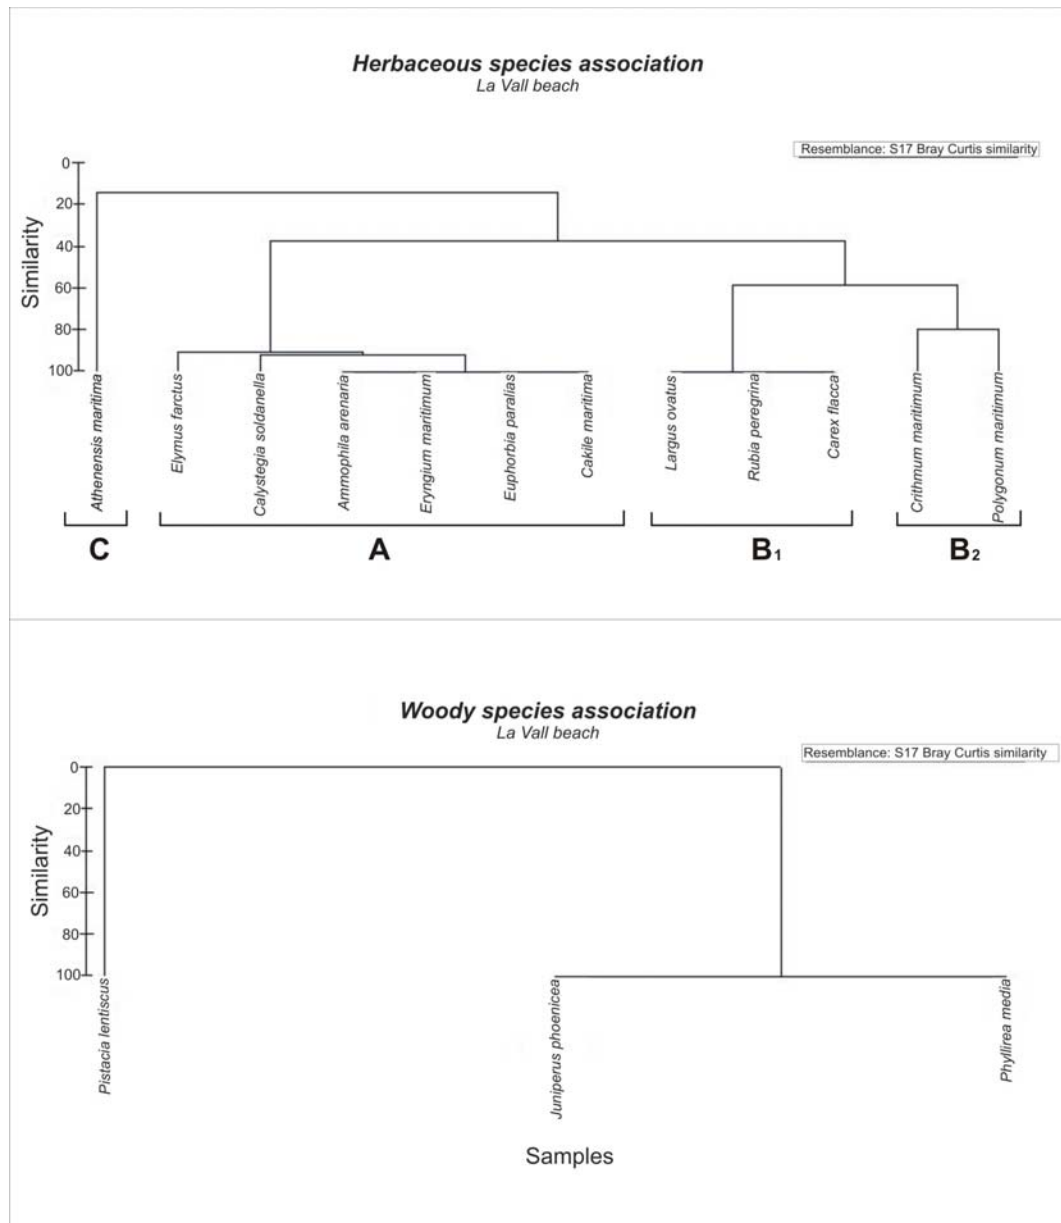 Herbaceous species association
La Vall beach
Resemblance: S17 Bray Curtis similarity
Similarity
0
20
40
60
80
100
Athenensis maritima
Elymus farctus
Calystegia soldanella
Ammophila arenaria
Eryngium maritimum
Euphorbia paralias
Cakile maritima
Largus ovatus
Rubia peregrina
Carex flacca
Crithmum maritimum
Polygonum maritimum
C
A
B1
B2
Woody species association
La Vall beach
Resemblance: S17 Bray Curtis similarity
Similarity
0
20
40
60
80
100
Pistacia lentiscus
Juniperus phoenicea
Phyllirea media
Samples